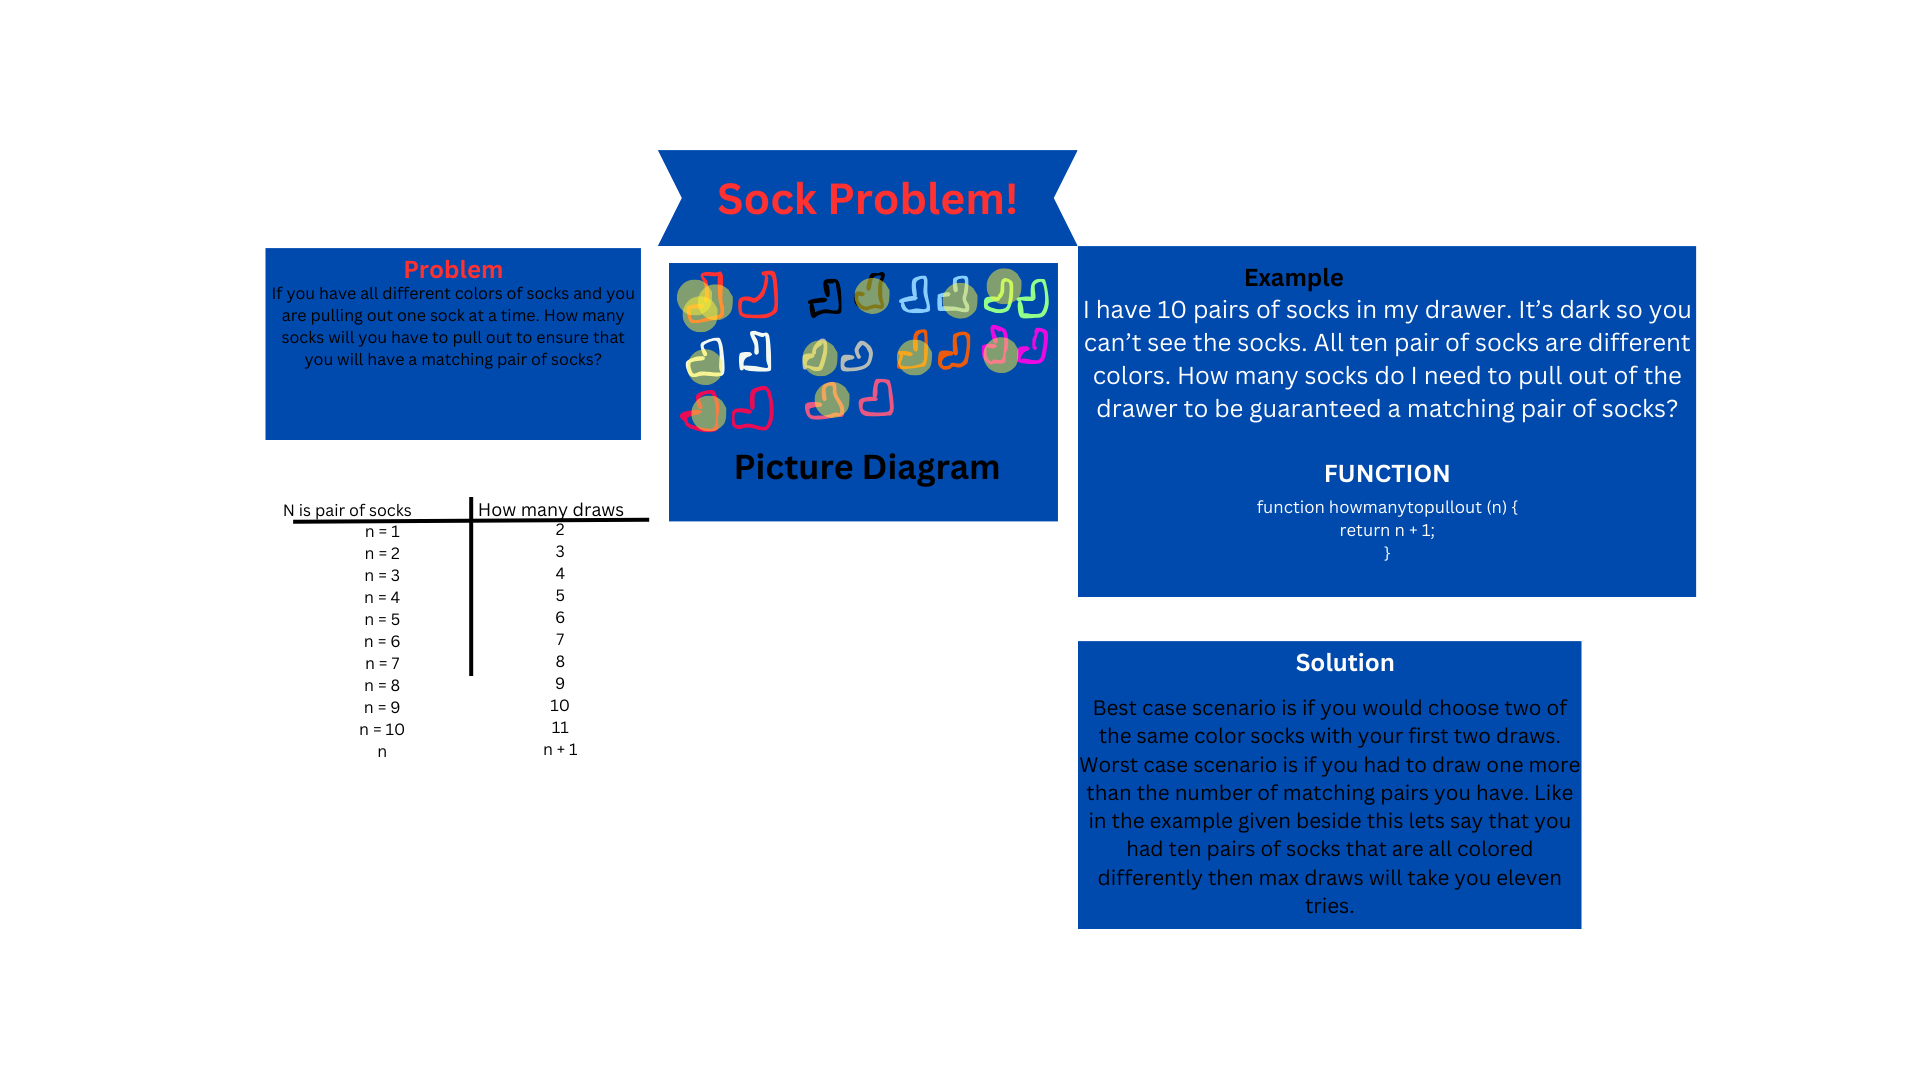 Sock Problem!
Problem
If you have all different colors of socks and you
are pulling out one sock at a time. How many
socks will you have to pull out to ensure that
you will have a matching pair of socks?
Picture Diagram
Example
I have 10 pairs of socks in my drawer. It’s dark so you
can’t see the socks. All ten pair of socks are different
colors. How many socks do I need to pull out of the
drawer to be guaranteed a matching pair of socks?
FUNCTION
function howmanytopullout (n) {
return n + 1;
}
N is pair of socks How many draws
n = 1 2
n = 2 3
n = 3 4
n = 4 5
n = 5 6
n = 6 7
n = 7 8
n = 8 9
n = 9 10
n = 10 11
n n + 1
Solution
Best case scenario is if you would choose two of
the same color socks with your first two draws.
Worst case scenario is if you had to draw one more
than the number of matching pairs you have. Like
in the example given beside this lets say that you
had ten pairs of socks that are all colored
differently then max draws will take you eleven
tries.